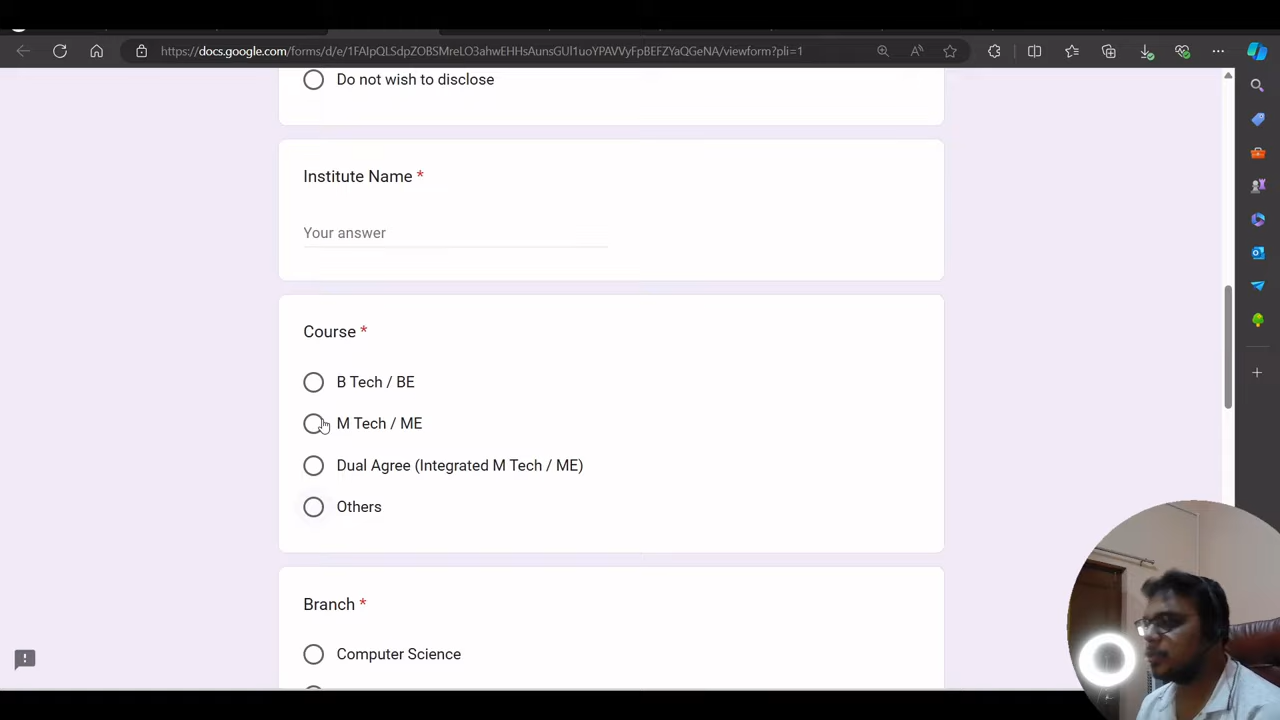 https://docs.google.com/forms/d/e/1FAIpQLSdpZOBSMreLO3ahwEHHsAunsGUl1uoYPAVVyFpBEFZYaQGeNA/viewform?pli=1
Do not wish to disclose
Institute Name *
Your answer
Course *
B Tech / BE
M Tech / ME
Dual Agree (Integrated M Tech / ME)
Others
Branch *
Computer Science